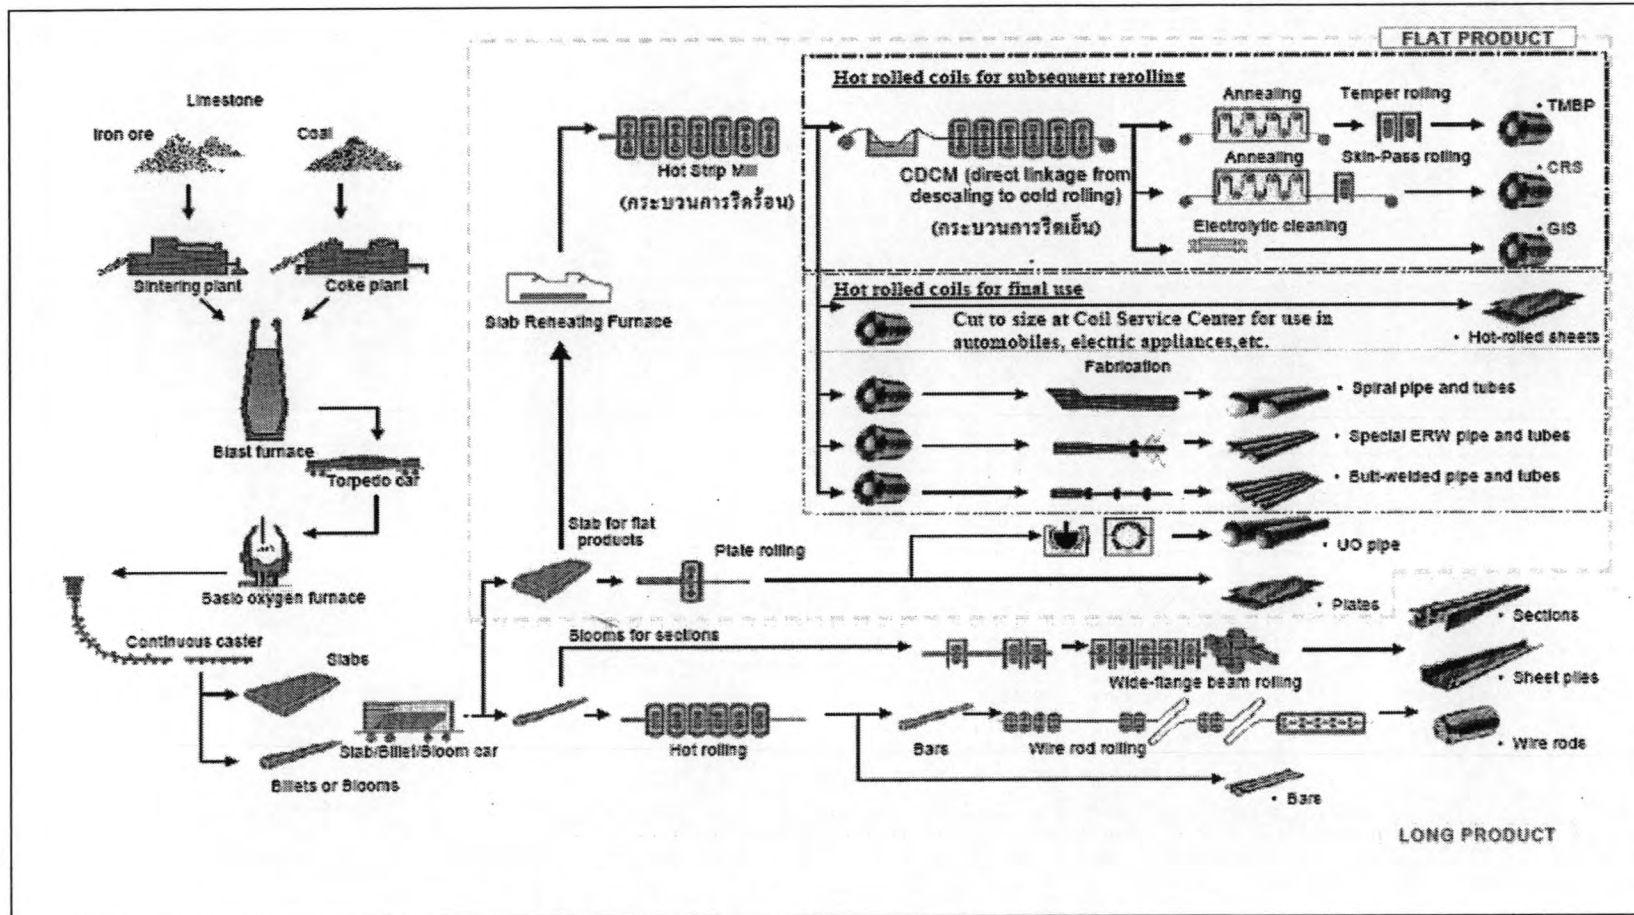 FLAT PRODUCT
Limestone
Iron ore
Coal
Sintering plant
Coke plant
Blast furnace
Torpedo car
Basic oxygen furnace
Continuous caster
Slabs
Billets or Blooms
Slab/Billet/Bloom car
Slab for flat
products
Slab Reheating Furnace
Hot Strip Mill
(กระบวนการรีดร้อน)
Hot rolled coils for subsequent rerolling
CDCM (direct linkage from
descaling to cold rolling)
(กระบวนการรีดเย็น)
Annealing
Temper rolling
• TMBP
Annealing
Skin-Pass rolling
• CRS
Electrolytic cleaning
• GIS
Hot rolled coils for final use
Cut to size at Coil Service Center for use in
automobiles, electric appliances,etc.
• Hot-rolled sheets
Fabrication
• Spiral pipe and tubes
• Special ERW pipe and tubes
• Butt-welded pipe and tubes
Plate rolling
• UO pipe
• Plates
Blooms for sections
Wide-flange beam rolling
• Sections
• Sheet piles
Hot rolling
Bars
Wire rod rolling
• Wire rods
• Bars
LONG PRODUCT